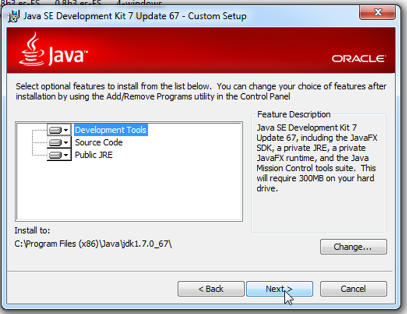 Java SE Development Kit 7 Update 67 - Custom Setup
Java™
ORACLE
Select optional features to install from the list below. You can change your choice of features after
installation by using the Add/Remove Programs utility in the Control Panel
Development Tools
Source Code
Public JRE
Feature Description
Java SE Development Kit 7
Update 67, including the JavaFX
SDK, a private JRE, a private
JavaFX runtime, and the Java
Mission Control tools suite. This
will require 300MB on your hard
drive.
Install to:
C:\Program Files (x86)\Java\jdk1.7.0_67\
Change...
< Back
Next >
Cancel